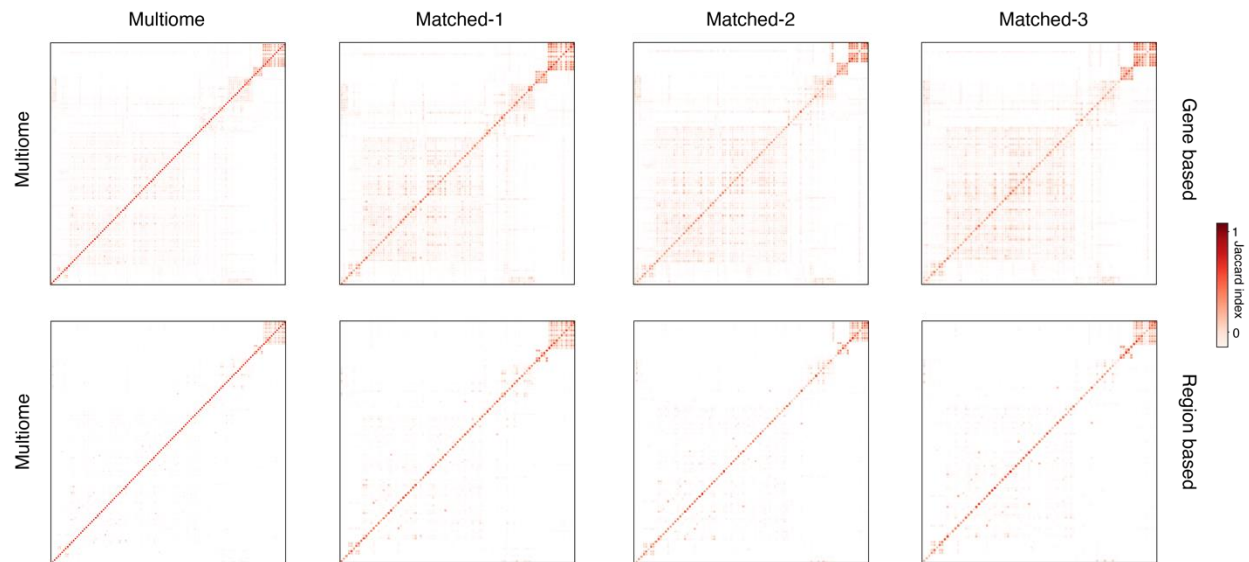 Multiome
Matched-1
Matched-2
Matched-3
Multiome
Gene based
1
Jaccard index
0
Multiome
Region based